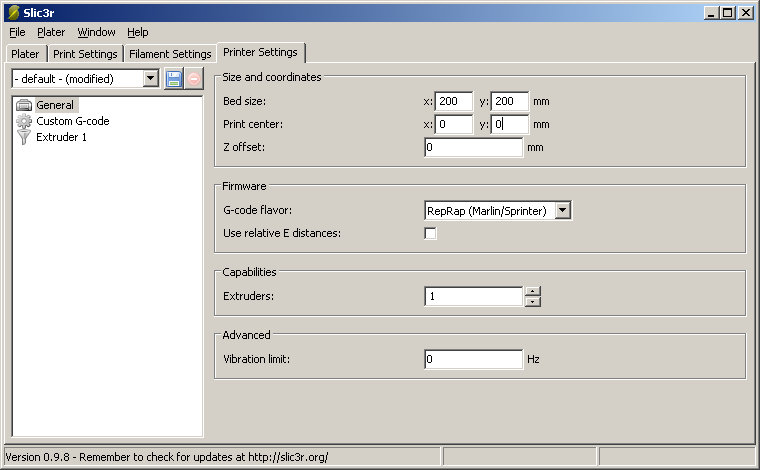 Slic3r
File Plater Window Help
Plater Print Settings Filament Settings Printer Settings
- default - (modified)
General
Custom G-code
Extruder 1
Size and coordinates
Bed size: x: 200 y: 200 mm
Print center: x: 0 y: 0 mm
Z offset: 0 mm
Firmware
G-code flavor: RepRap (Marlin/Sprinter)
Use relative E distances:
Capabilities
Extruders: 1
Advanced
Vibration limit: 0 Hz
Version 0.9.8 - Remember to check for updates at http://slic3r.org/